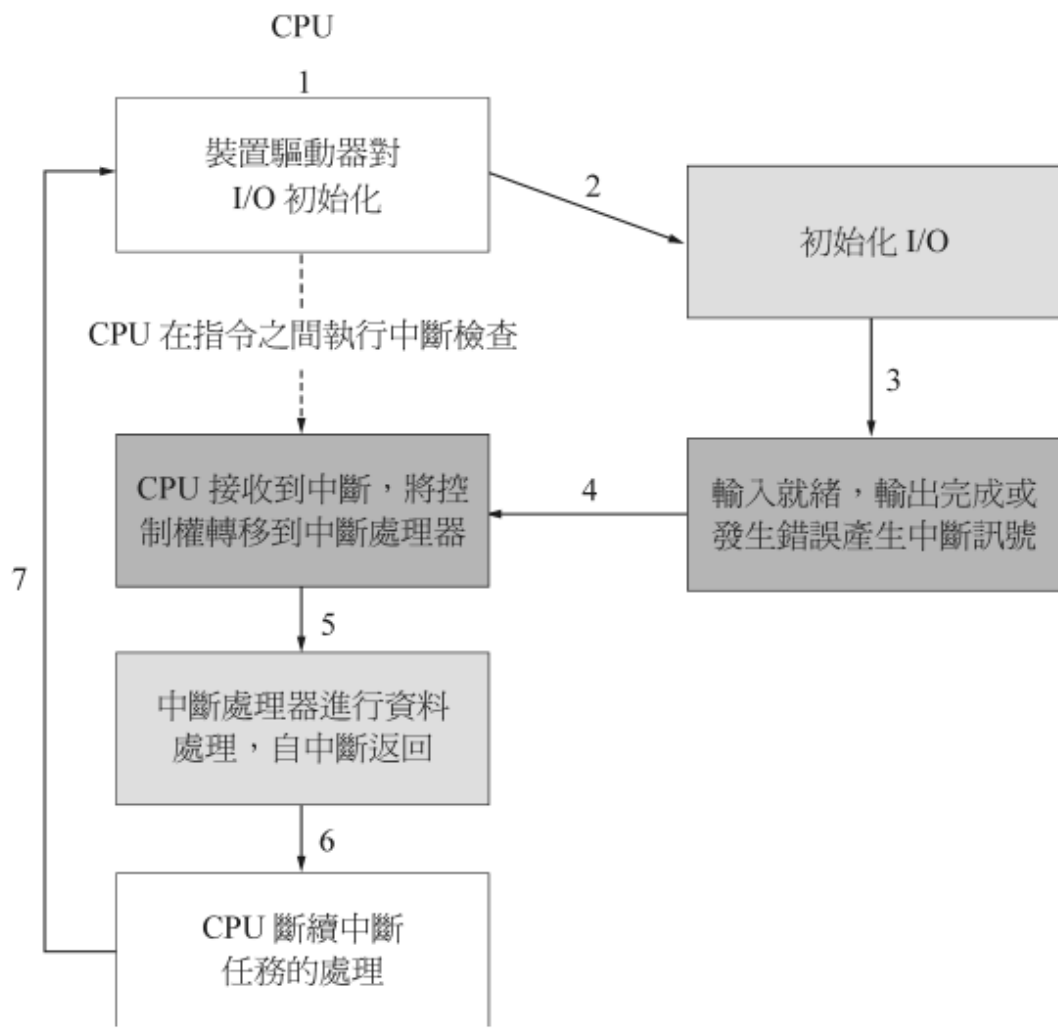 CPU
1
裝置驅動器對
I/O 初始化
2
初始化 I/O
CPU 在指令之間執行中斷檢查
3
CPU 接收到中斷，將控
制權轉移到中斷處理器
4
輸入就緒，輸出完成或
發生錯誤產生中斷訊號
7
5
中斷處理器進行資料
處理，自中斷返回
6
CPU 斷續中斷
任務的處理